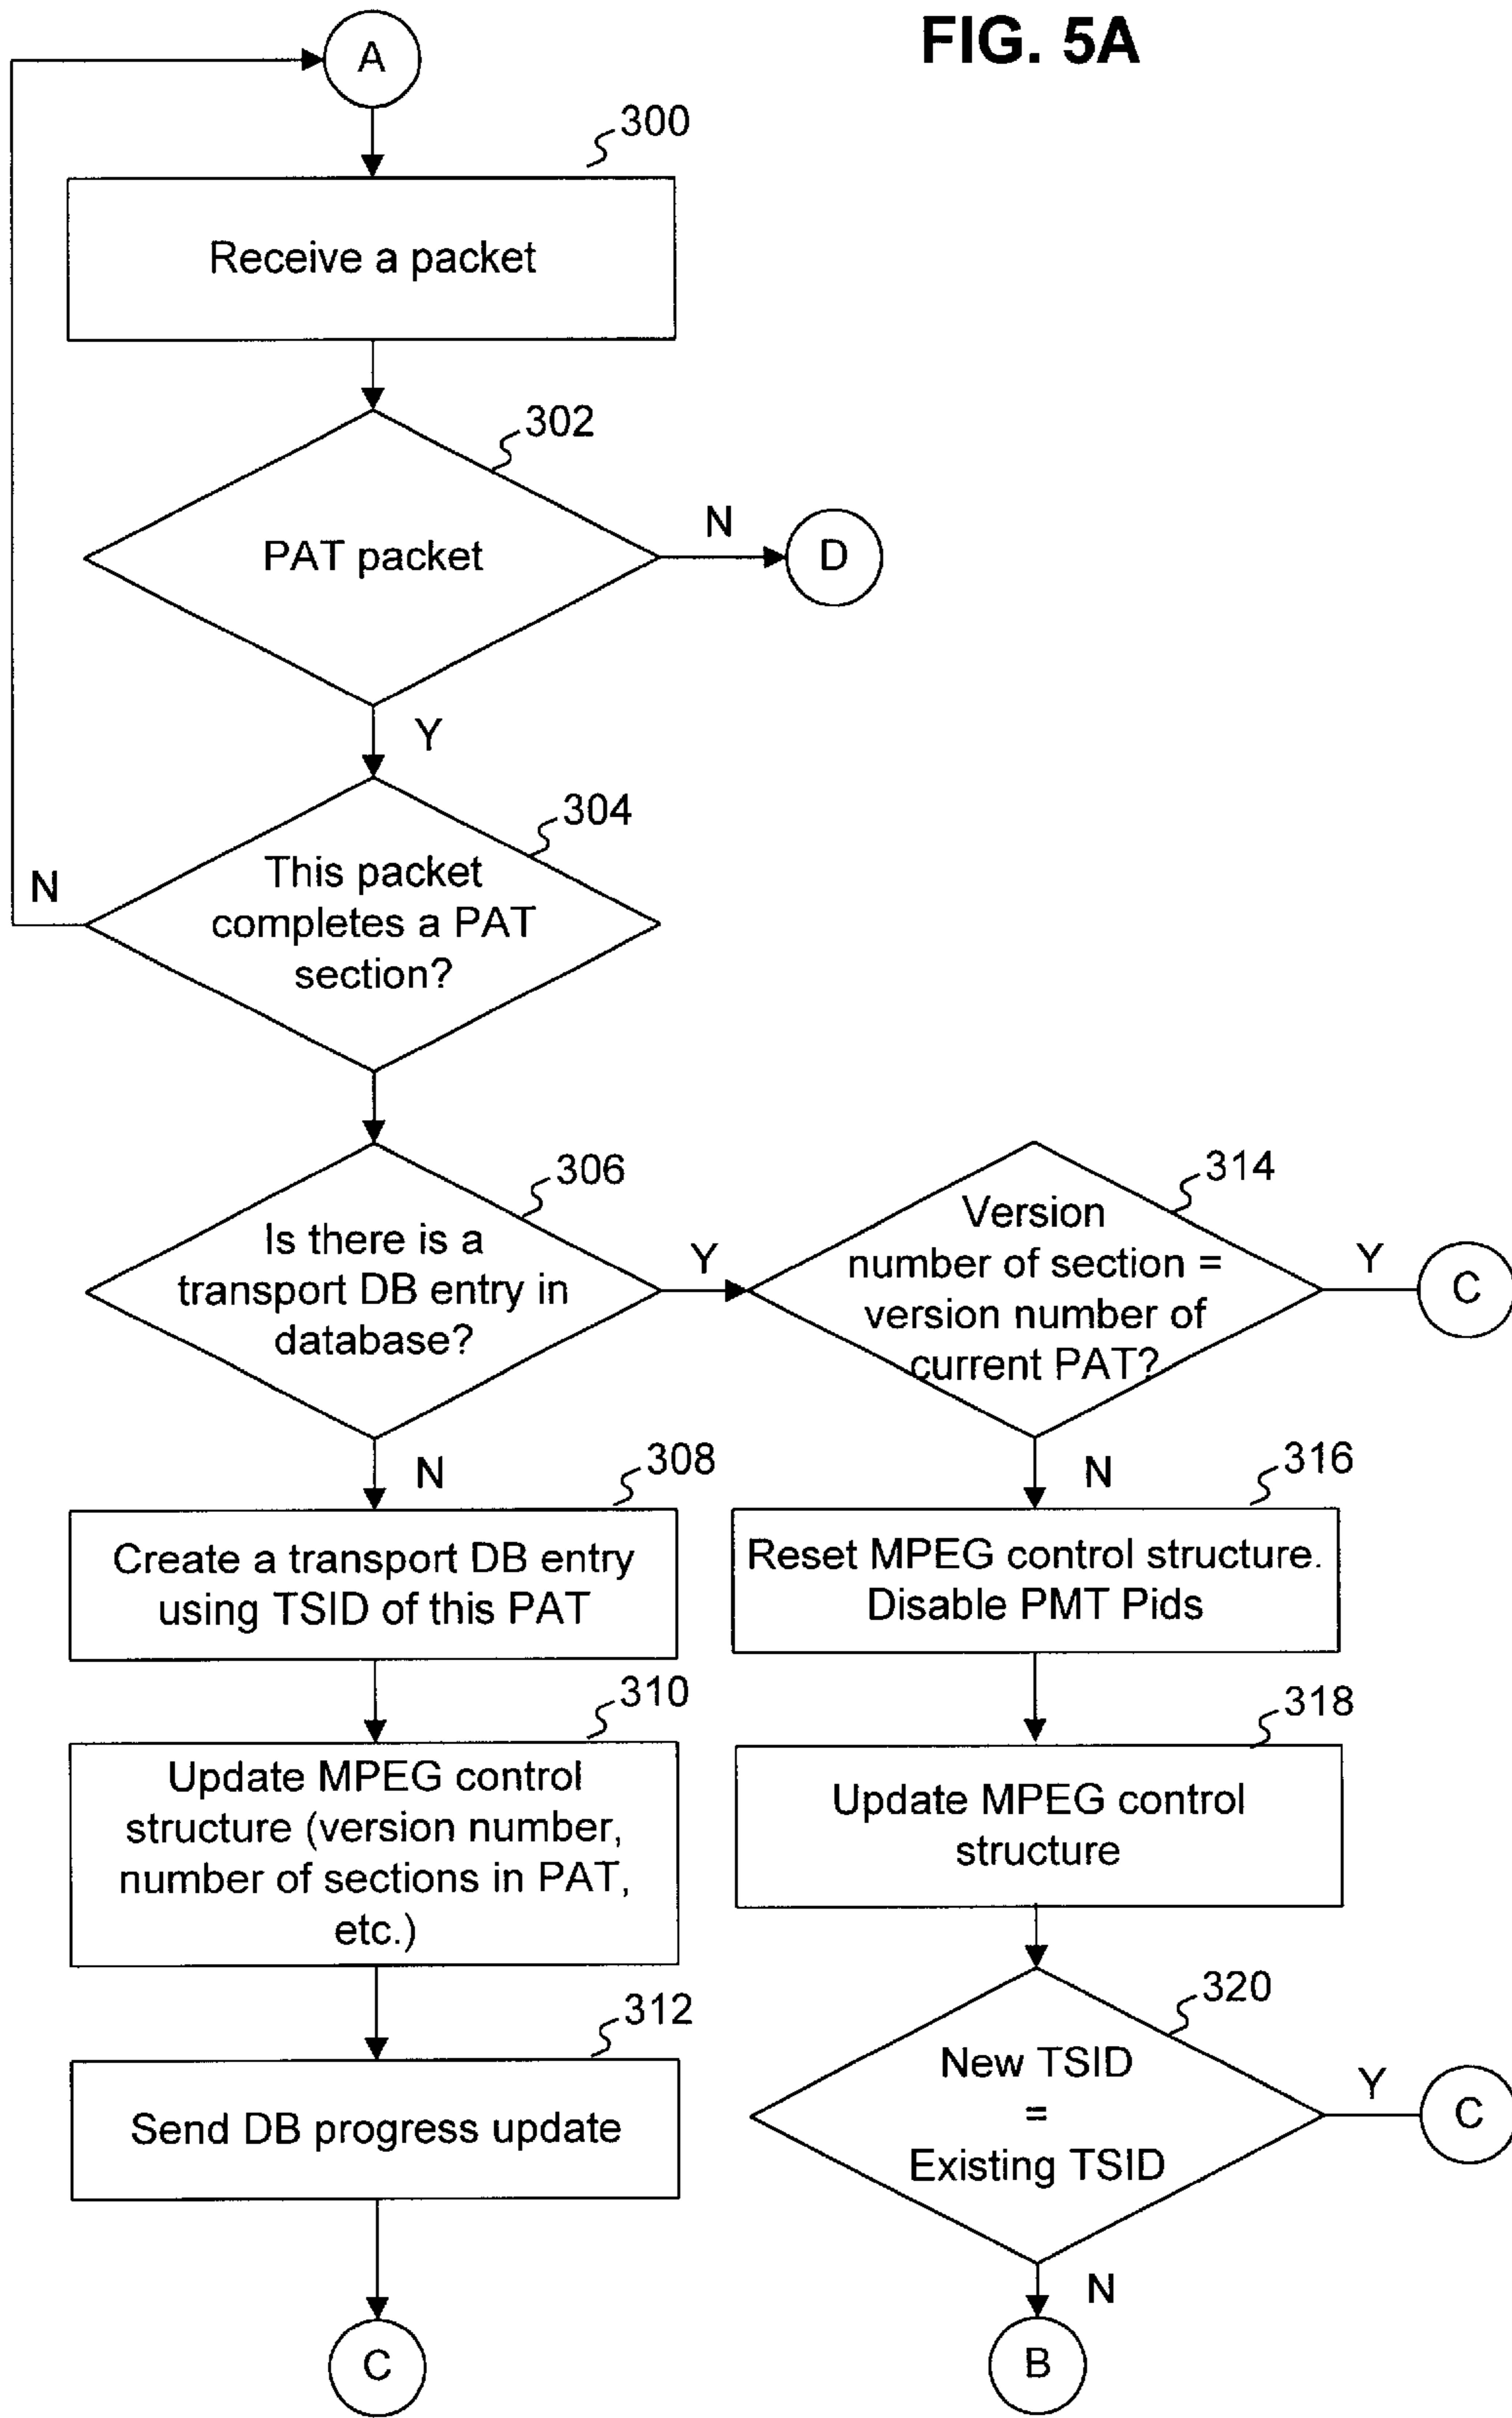 FIG. 5A
A
300
Receive a packet
302
PAT packet
N
D
Y
304
This packet
completes a PAT
section?
N
306
Is there is a
transport DB entry in
database?
Y
314
Version
number of section =
version number of
current PAT?
Y
C
N
308
Create a transport DB entry
using TSID of this PAT
N
316
Reset MPEG control structure.
Disable PMT Pids
310
Update MPEG control
structure (version number,
number of sections in PAT,
etc.)
318
Update MPEG control
structure
312
Send DB progress update
320
New TSID
=
Existing TSID
Y
C
N
C
B